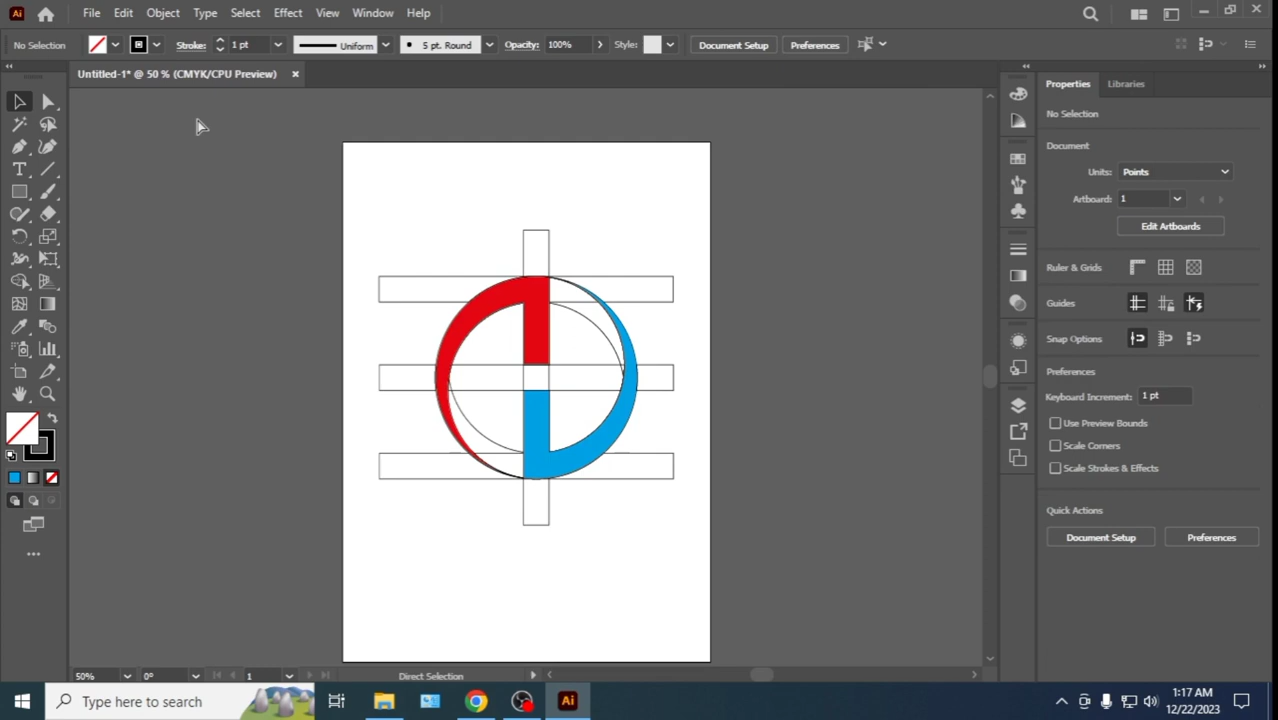 Ai File Edit Object Type Select Effect View Window Help
No Selection Stroke: 1 pt Uniform 5 pt. Round Opacity: 100% Style: Document Setup Preferences
Untitled-1* @ 50 % (CMYK/CPU Preview)
Properties Libraries
No Selection
Document
Units: Points
Artboard: 1
Edit Artboards
Ruler & Grids
Guides
Snap Options
Preferences
Keyboard Increment: 1 pt
Use Preview Bounds
Scale Corners
Scale Strokes & Effects
Quick Actions
Document Setup Preferences
50% 0° 1 Direct Selection
Type here to search
Ai
1:17 AM
12/22/2023